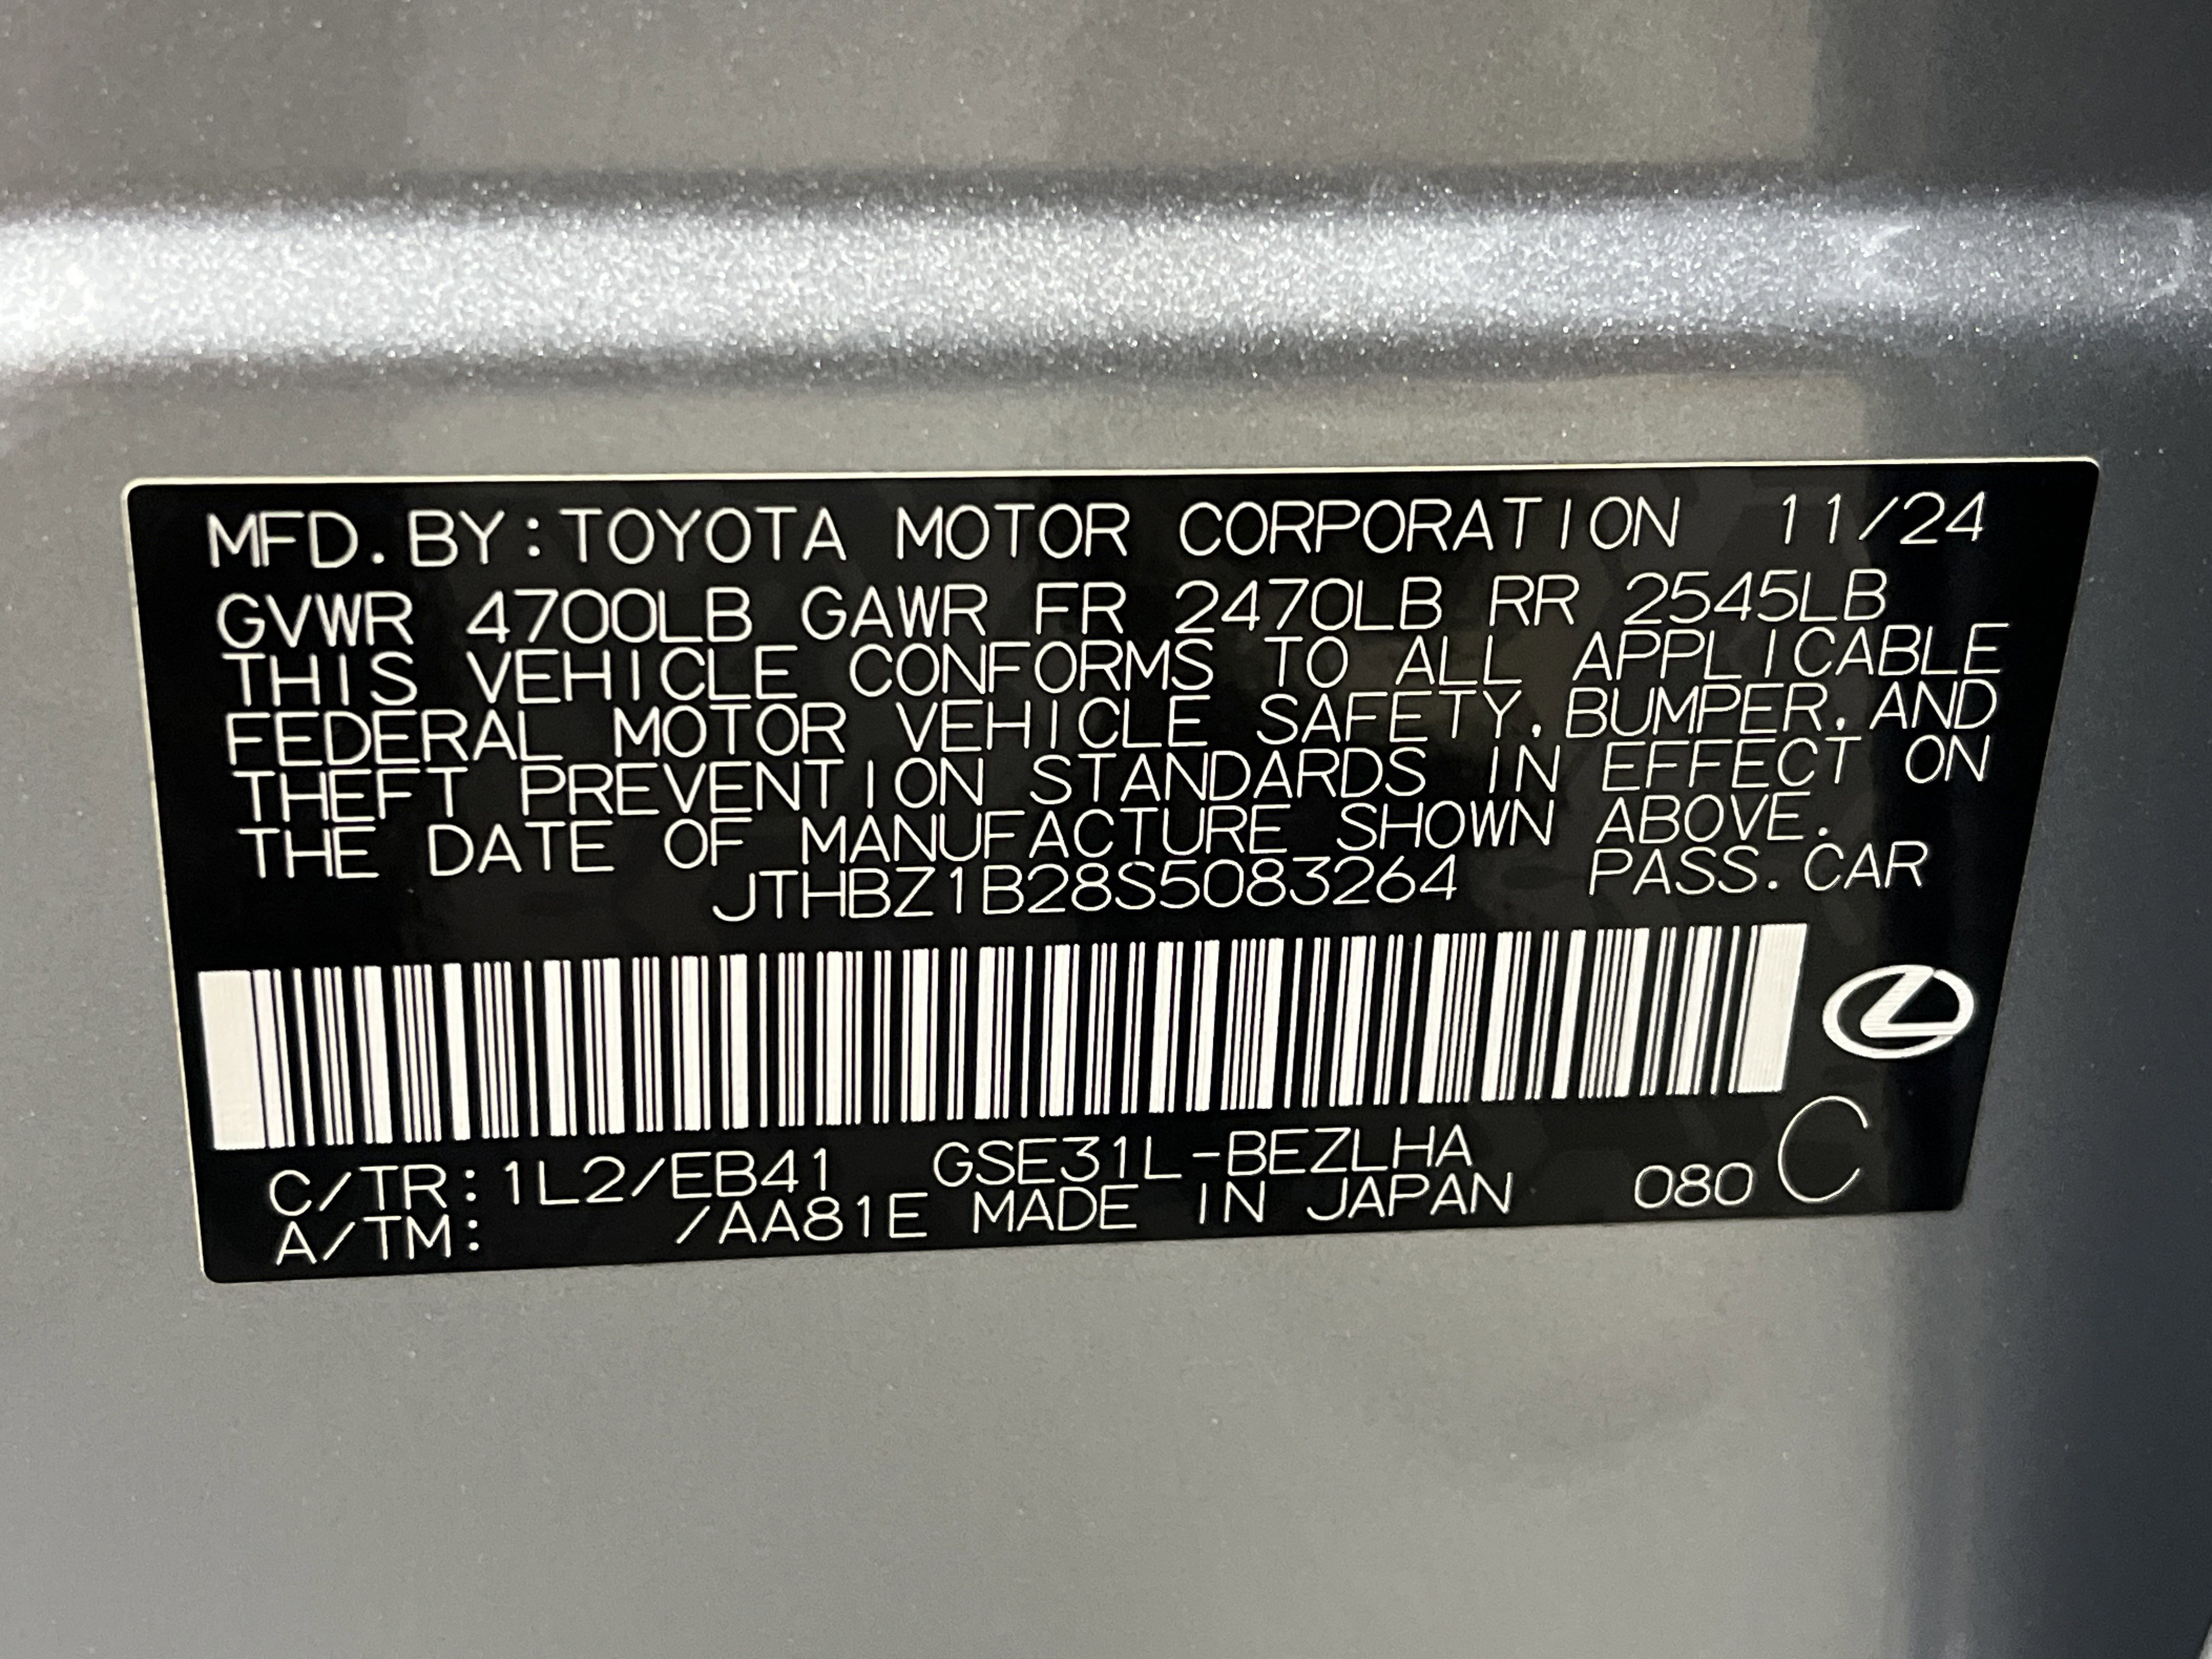 MFD. BY: TOYOTA MOTOR CORPORATION 11/24
GVWR 4700LB GAWR FR 2470LB RR 2545LB
THIS VEHICLE CONFORMS TO ALL APPLICABLE
FEDERAL MOTOR VEHICLE SAFETY, BUMPER, AND
THEFT PREVENTION STANDARDS IN EFFECT ON
THE DATE OF MANUFACTURE SHOWN ABOVE.
JTHBZ1B28S5083264 PASS. CAR
C/TR: 1L2/EB41 GSE31L-BEZLHA
A/TM: /AA81E MADE IN JAPAN 080 C